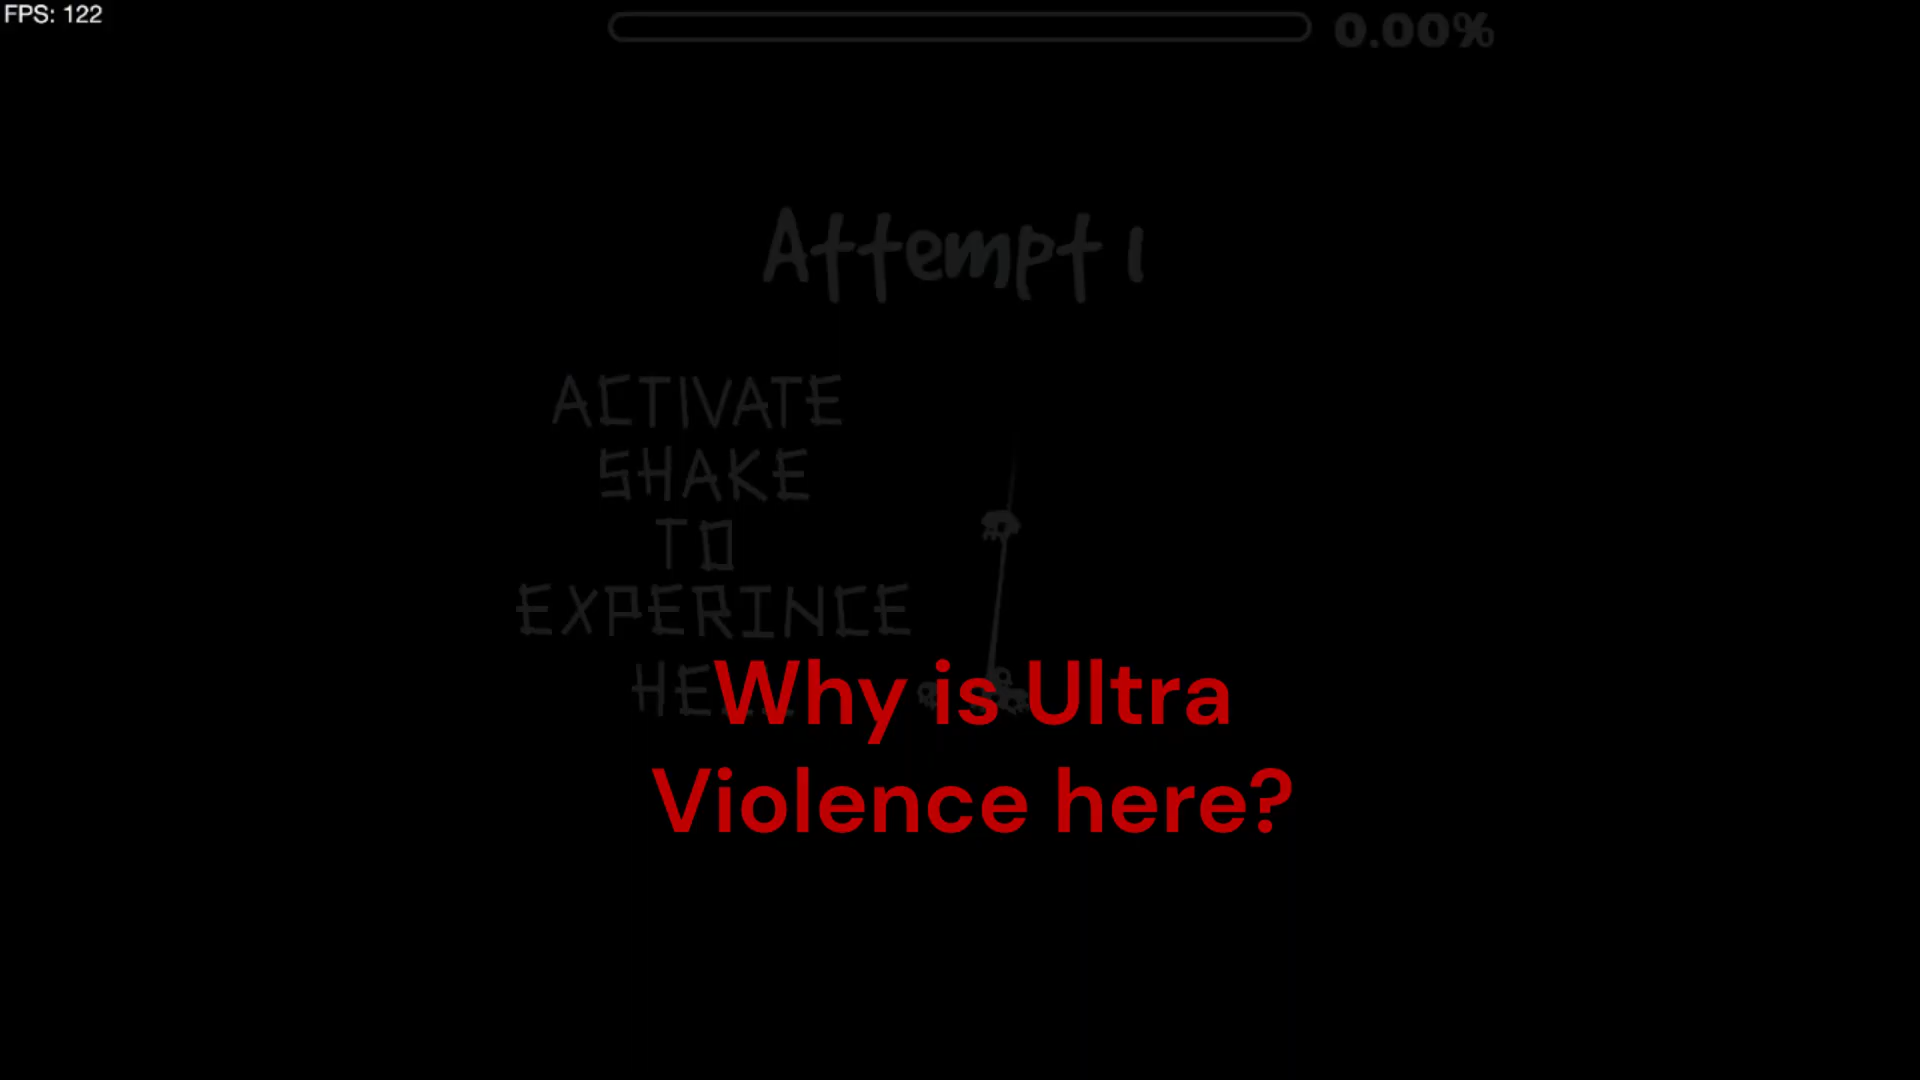 FPS: 122
0.00%
Attempt 1
ACTIVATE
SHAKE
TO
EXPERINCE
Why is Ultra
Violence here?